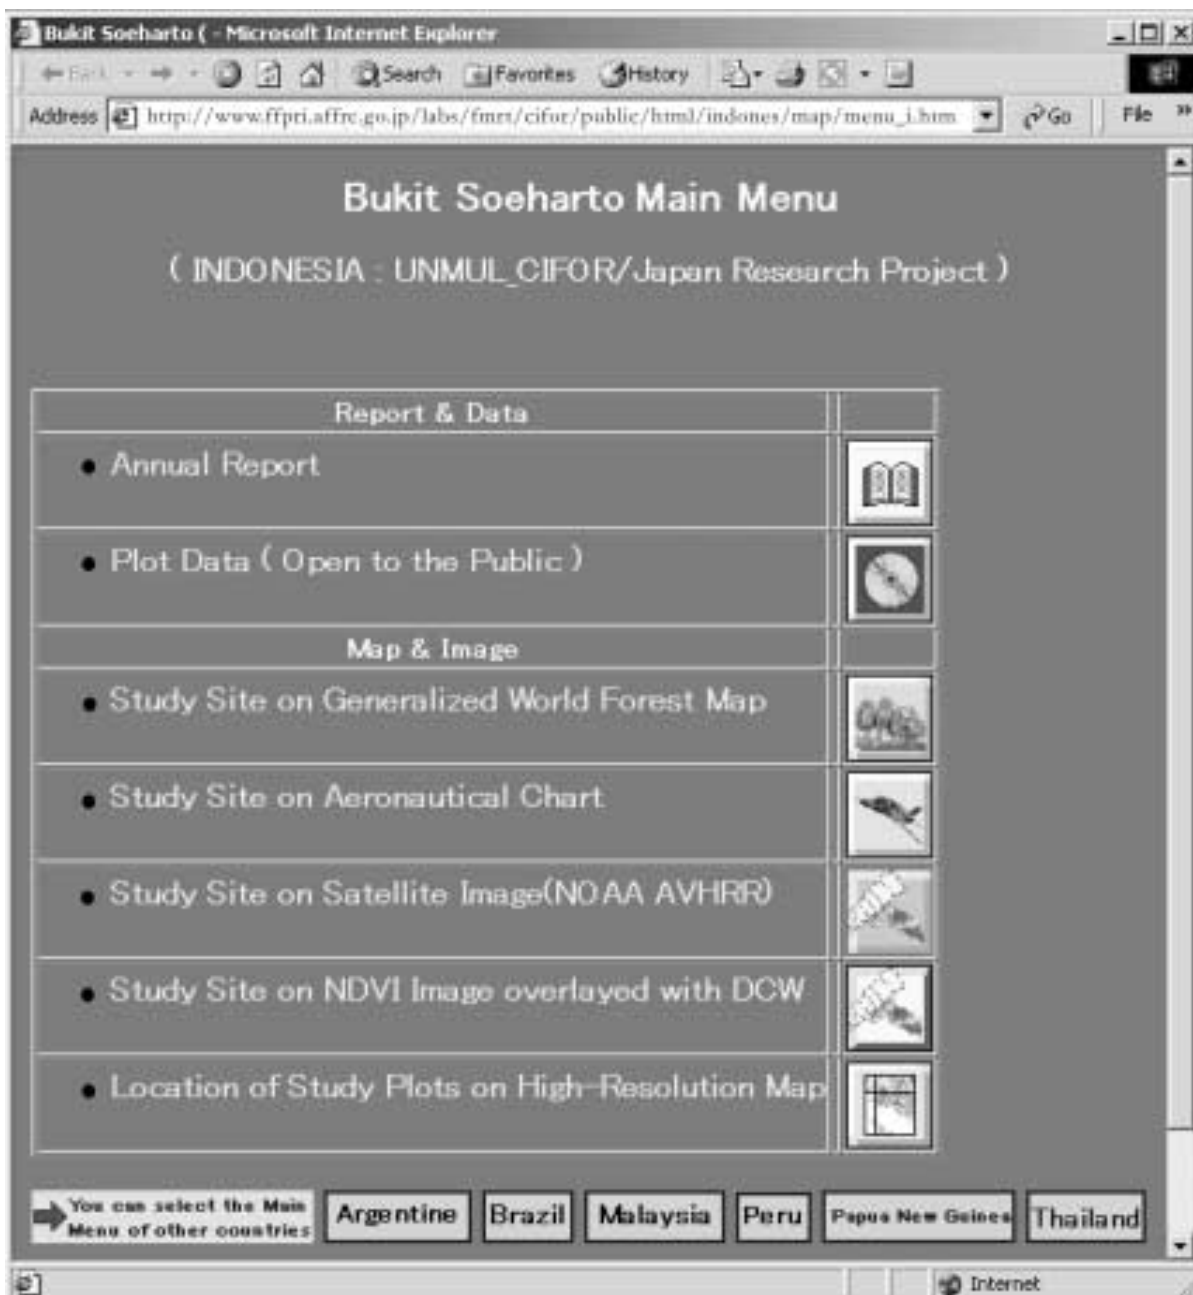 Bukit Soeharto ( - Microsoft Internet Explorer
Back Search Favorites History
Address http://www.ffpri.affrc.go.jp/labs/fmrt/cifor/public/html/indones/map/menu_i.htm Go File »
Bukit Soeharto Main Menu
( INDONESIA : UNMUL_CIFOR/Japan Research Project )
Report & Data
Annual Report
Plot Data ( Open to the Public )
Map & Image
Study Site on Generalized World Forest Map
Study Site on Aeronautical Chart
Study Site on Satellite Image(NOAA AVHRR)
Study Site on NDVI Image overlayed with DCW
Location of Study Plots on High-Resolution Map
You can select the Main
Menu of other countries
Argentine Brazil Malaysia Peru Papua New Guinea Thailand
Internet